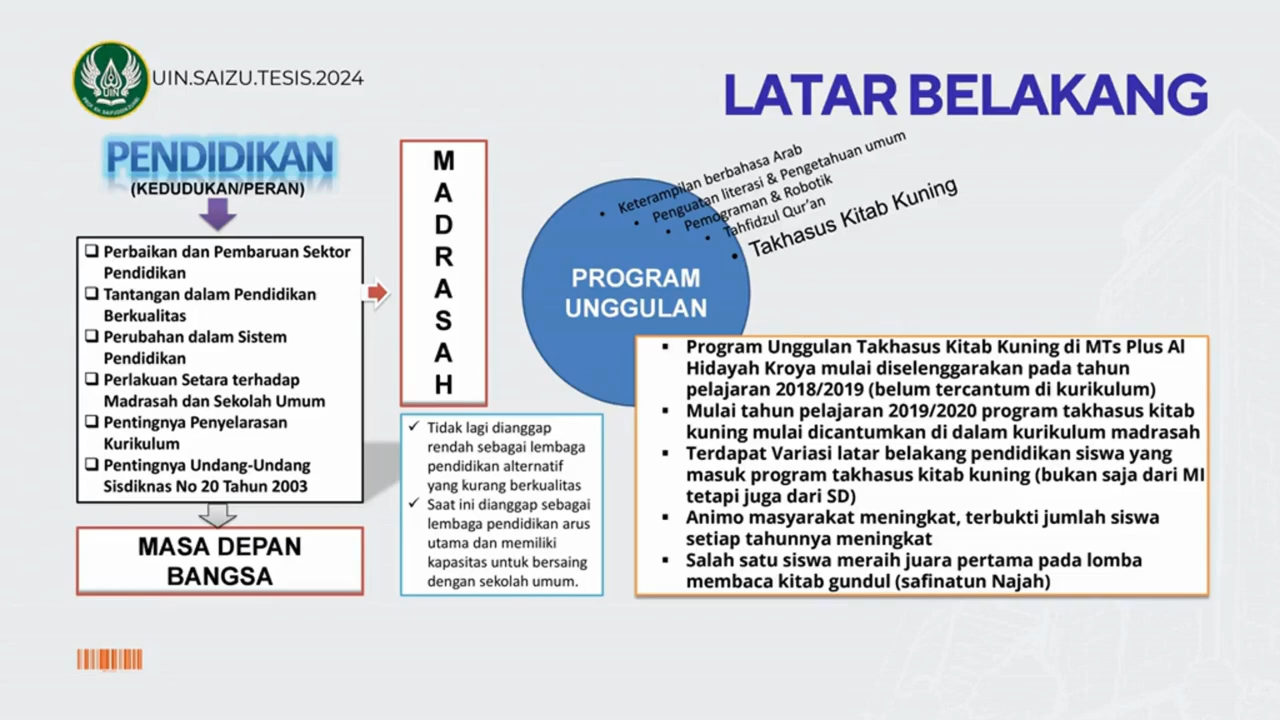 UIN.SAIZU.TESIS.2024
LATAR BELAKANG
PENDIDIKAN
(KEDUDUKAN/PERAN)
❑ Perbaikan dan Pembaruan Sektor
Pendidikan
❑ Tantangan dalam Pendidikan
Berkualitas
❑ Perubahan dalam Sistem
Pendidikan
❑ Perlakuan Setara terhadap
Madrasah dan Sekolah Umum
❑ Pentingnya Penyelarasan
Kurikulum
❑ Pentingnya Undang-Undang
Sisdiknas No 20 Tahun 2003
MASA DEPAN
BANGSA
M
A
D
R
A
S
A
H
✓ Tidak lagi dianggap
rendah sebagai lembaga
pendidikan alternatif
yang kurang berkualitas
✓ Saat ini dianggap sebagai
lembaga pendidikan arus
utama dan memiliki
kapasitas untuk bersaing
dengan sekolah umum.
PROGRAM
UNGGULAN
• Keterampilan berbahasa Arab
• Penguatan literasi & Pengetahuan umum
• Pemograman & Robotik
• Tahfidzul Qur’an
• Takhasus Kitab Kuning
▪ Program Unggulan Takhasus Kitab Kuning di MTs Plus Al
Hidayah Kroya mulai diselenggarakan pada tahun
pelajaran 2018/2019 (belum tercantum di kurikulum)
▪ Mulai tahun pelajaran 2019/2020 program takhasus kitab
kuning mulai dicantumkan di dalam kurikulum madrasah
▪ Terdapat Variasi latar belakang pendidikan siswa yang
masuk program takhasus kitab kuning (bukan saja dari MI
tetapi juga dari SD)
▪ Animo masyarakat meningkat, terbukti jumlah siswa
setiap tahunnya meningkat
▪ Salah satu siswa meraih juara pertama pada lomba
membaca kitab gundul (safinatun Najah)
UIN